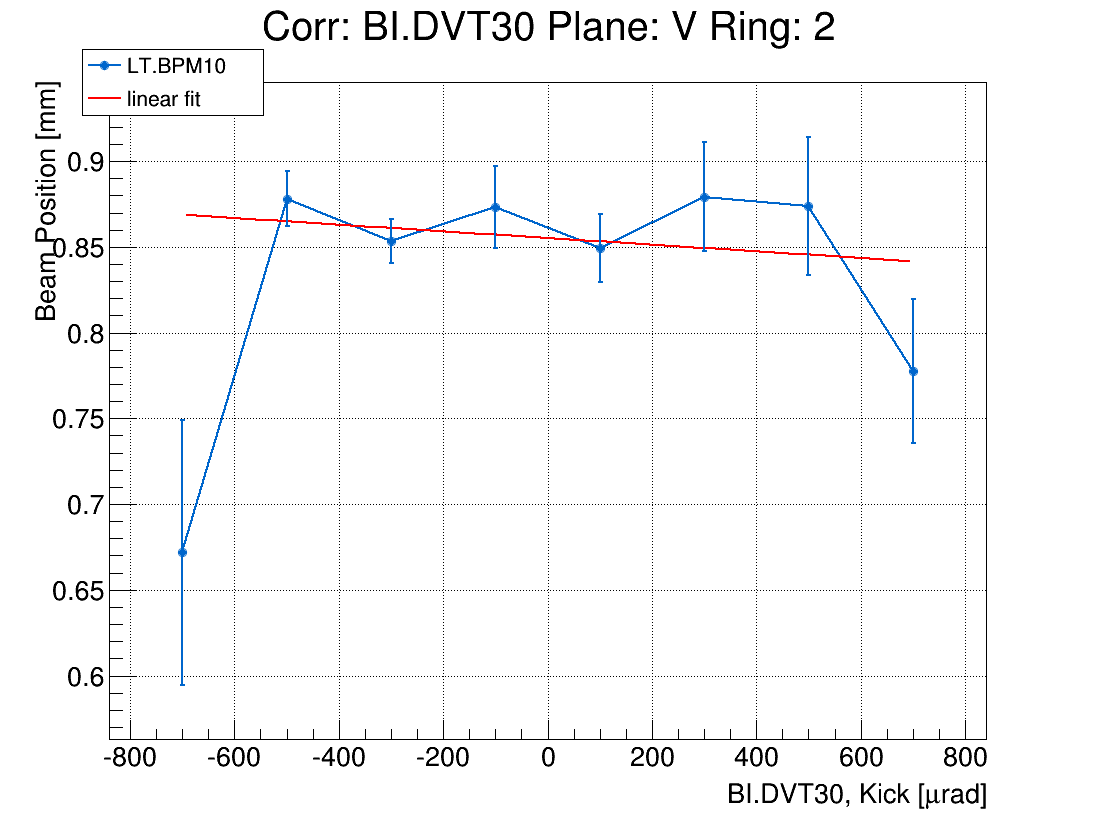 Corr: BI.DVT30 Plane: V Ring: 2
LT.BPM10
linear fit
Beam Position [mm]
0.9
0.85
0.8
0.75
0.7
0.65
0.6
-800 -600 -400 -200 0 200 400 600 800
BI.DVT30, Kick [μrad]